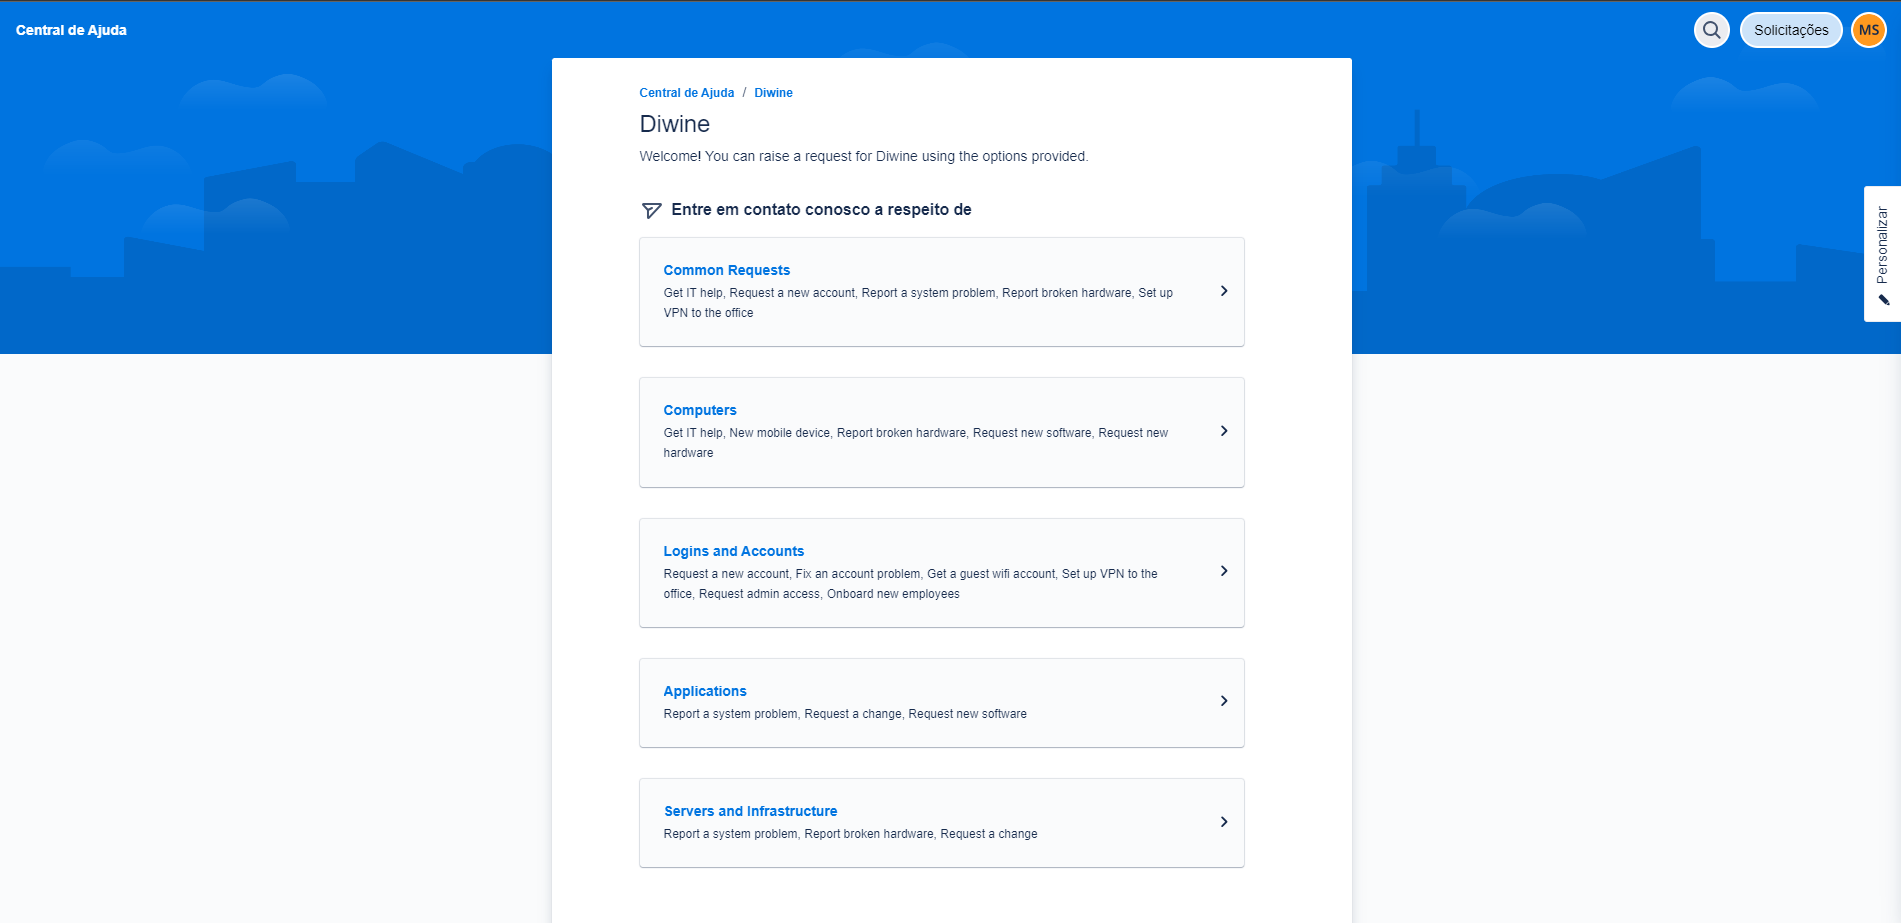 Central de Ajuda
Solicitações
MS
Central de Ajuda / Diwine
Diwine
Welcome! You can raise a request for Diwine using the options provided.
Entre em contato conosco a respeito de
Common Requests
Get IT help, Request a new account, Report a system problem, Report broken hardware, Set up
VPN to the office
Computers
Get IT help, New mobile device, Report broken hardware, Request new software, Request new
hardware
Logins and Accounts
Request a new account, Fix an account problem, Get a guest wifi account, Set up VPN to the
office, Request admin access, Onboard new employees
Applications
Report a system problem, Request a change, Request new software
Servers and Infrastructure
Report a system problem, Report broken hardware, Request a change
Personalizar